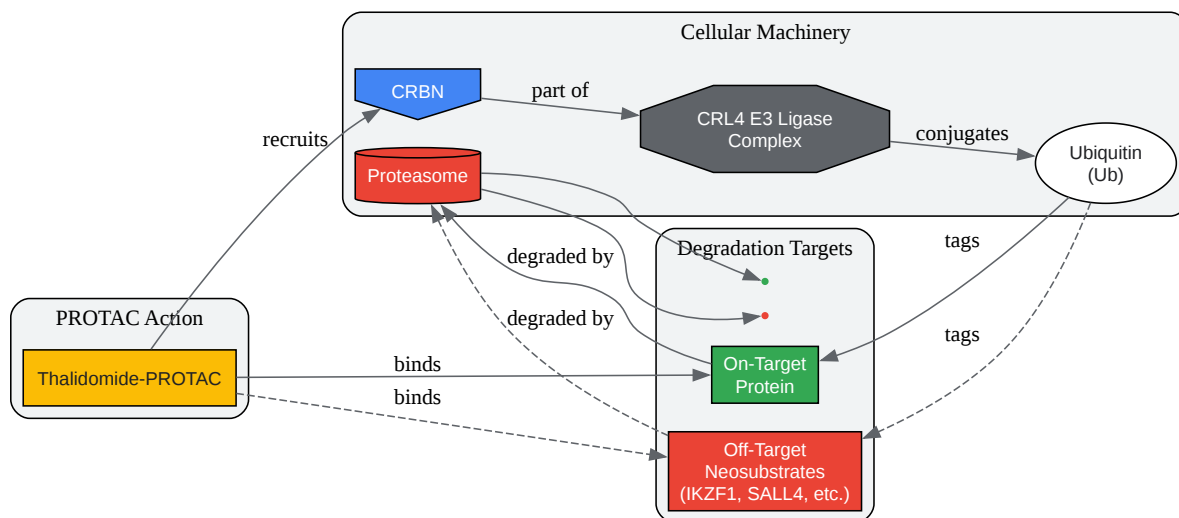 Cellular Machinery
CRBN
part of
CRL4 E3 Ligase
Complex
conjugates
Ubiquitin
(Ub)
recruits
Proteasome
degraded by
Degradation Targets
tags
PROTAC Action
degraded by
tags
Thalidomide-PROTAC
binds
On-Target
Protein
binds
Off-Target
Neosubstrates
(IKZF1, SALL4, etc.)